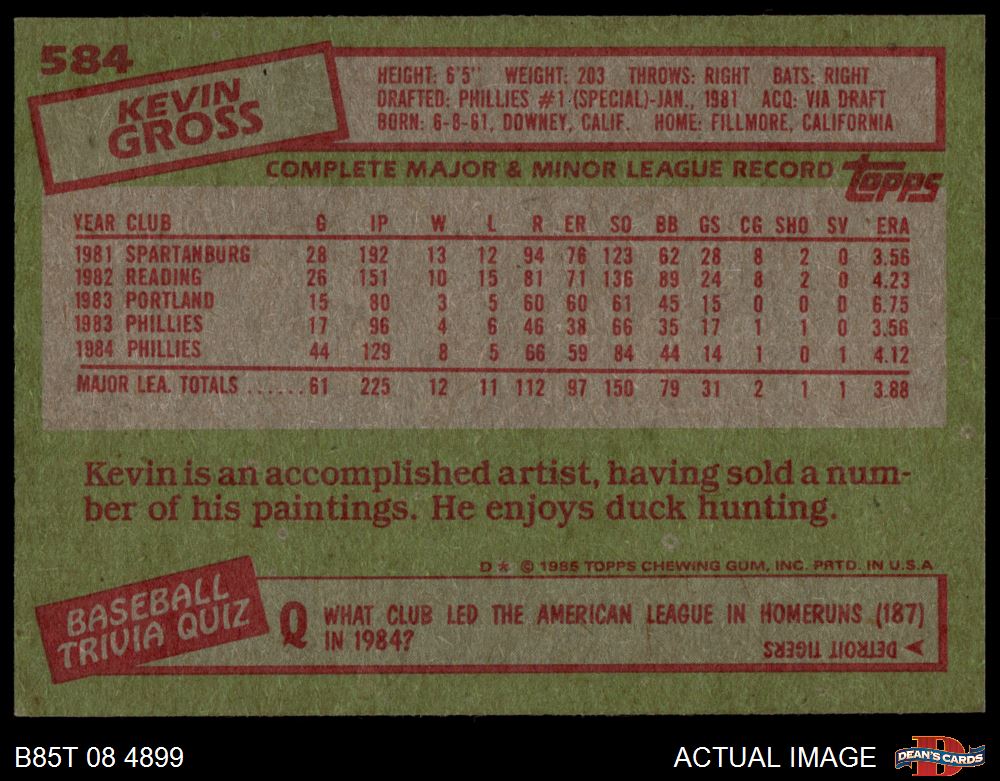 584
KEVIN
GROSS
HEIGHT: 6'5" WEIGHT: 203 THROWS: RIGHT BATS: RIGHT
DRAFTED: PHILLIES #1 (SPECIAL)-JAN., 1981 ACQ: VIA DRAFT
BORN: 6-8-61, DOWNEY, CALIF. HOME: FILLMORE, CALIFORNIA
COMPLETE MAJOR & MINOR LEAGUE RECORD topps
YEAR CLUB G IP W L R ER SO BB GS CG SHO SV ERA
1981 SPARTANBURG 28 192 13 12 94 76 123 62 28 8 2 0 3.56
1982 READING 26 151 10 15 81 71 136 89 24 8 2 0 4.23
1983 PORTLAND 15 80 3 5 60 60 61 45 15 0 0 0 6.75
1983 PHILLIES 17 96 4 6 46 38 66 35 17 1 1 0 3.56
1984 PHILLIES 44 129 8 5 66 59 84 44 14 1 0 1 4.12
MAJOR LEA. TOTALS ......61 225 12 11 112 97 150 79 31 2 1 1 3.88
Kevin is an accomplished artist, having sold a num-
ber of his paintings. He enjoys duck hunting.
D * © 1985 TOPPS CHEWING GUM, INC. PRTD. IN U.S.A
BASEBALL
TRIVIA QUIZ
Q WHAT CLUB LED THE AMERICAN LEAGUE IN HOMERUNS (187)
IN 1984?
DETROIT TIGERS
B85T 08 4899
ACTUAL IMAGE
D
DEAN'S CARDS